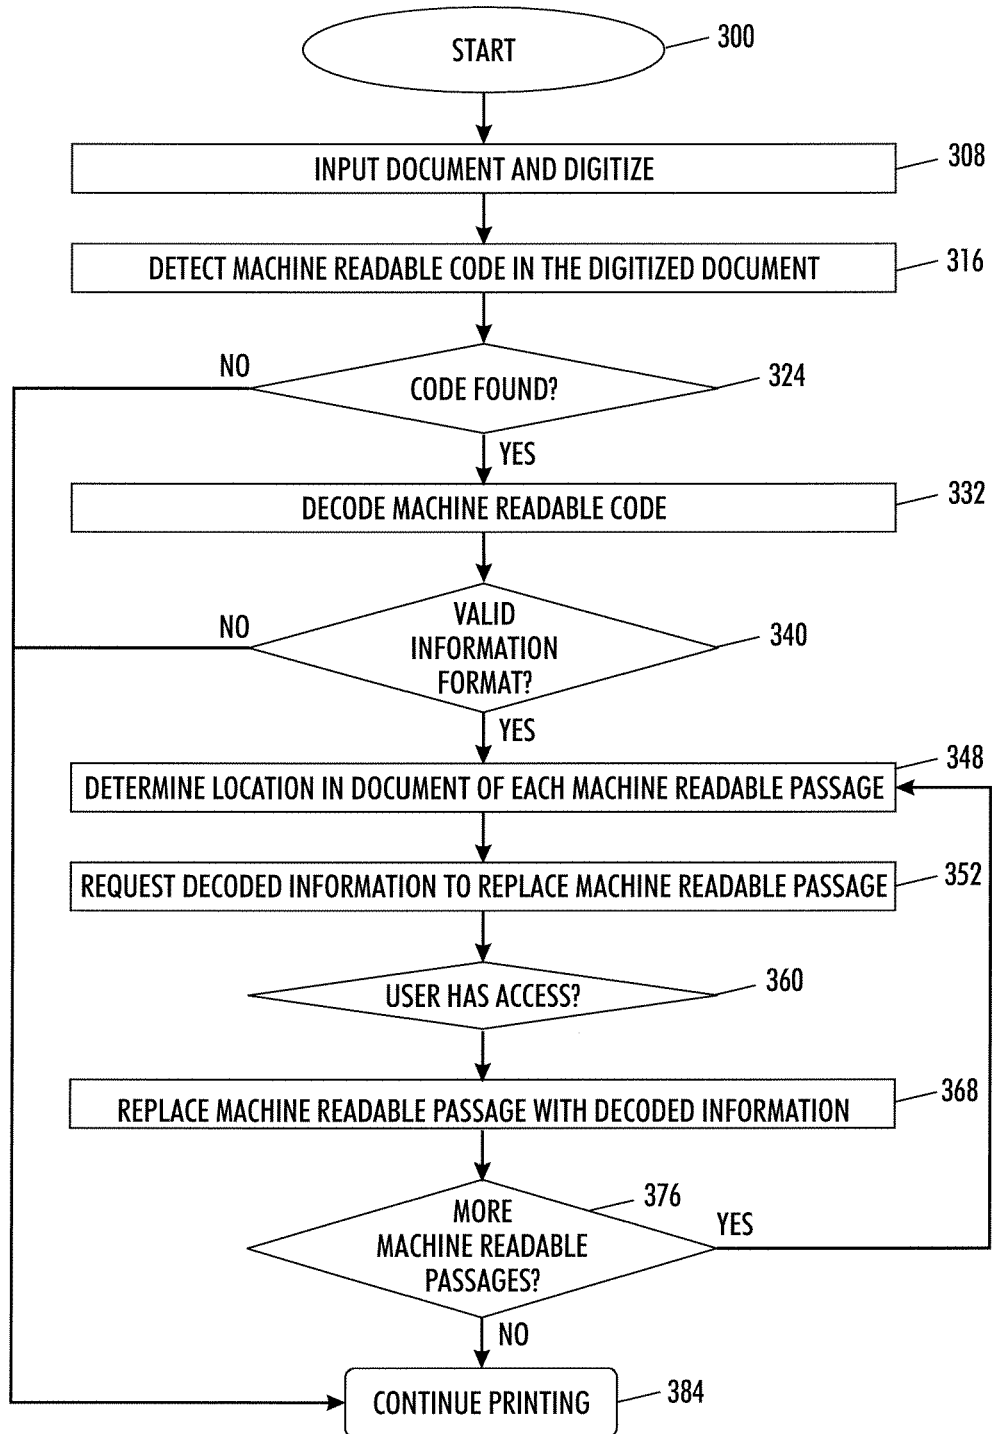 START
300
INPUT DOCUMENT AND DIGITIZE
308
DETECT MACHINE READABLE CODE IN THE DIGITIZED DOCUMENT
316
NO
CODE FOUND?
324
YES
DECODE MACHINE READABLE CODE
332
NO
VALID
INFORMATION
FORMAT?
340
YES
DETERMINE LOCATION IN DOCUMENT OF EACH MACHINE READABLE PASSAGE
348
REQUEST DECODED INFORMATION TO REPLACE MACHINE READABLE PASSAGE
352
USER HAS ACCESS?
360
REPLACE MACHINE READABLE PASSAGE WITH DECODED INFORMATION
368
MORE
MACHINE READABLE
PASSAGES?
376
YES
NO
CONTINUE PRINTING
384